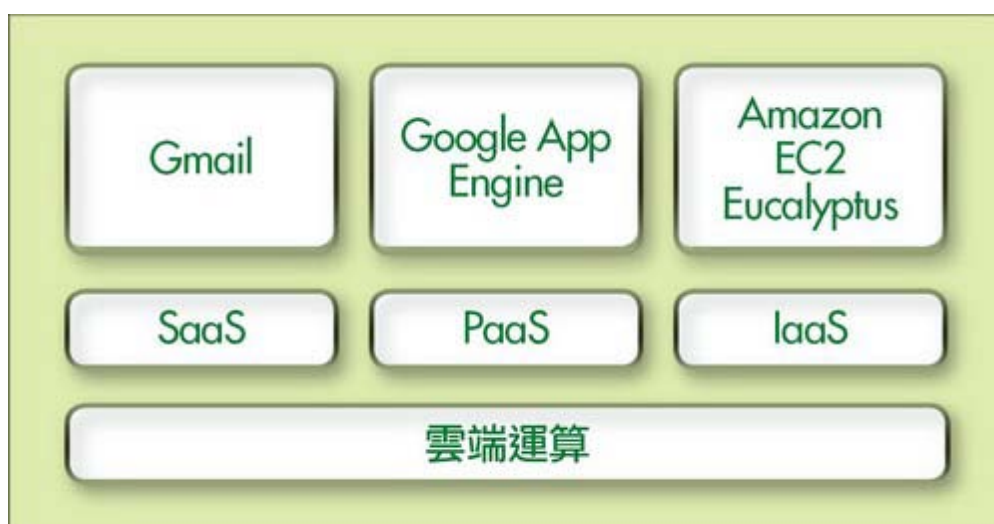 Gmail
Google App
Engine
Amazon
EC2
Eucalyptus
SaaS
PaaS
IaaS
雲端運算